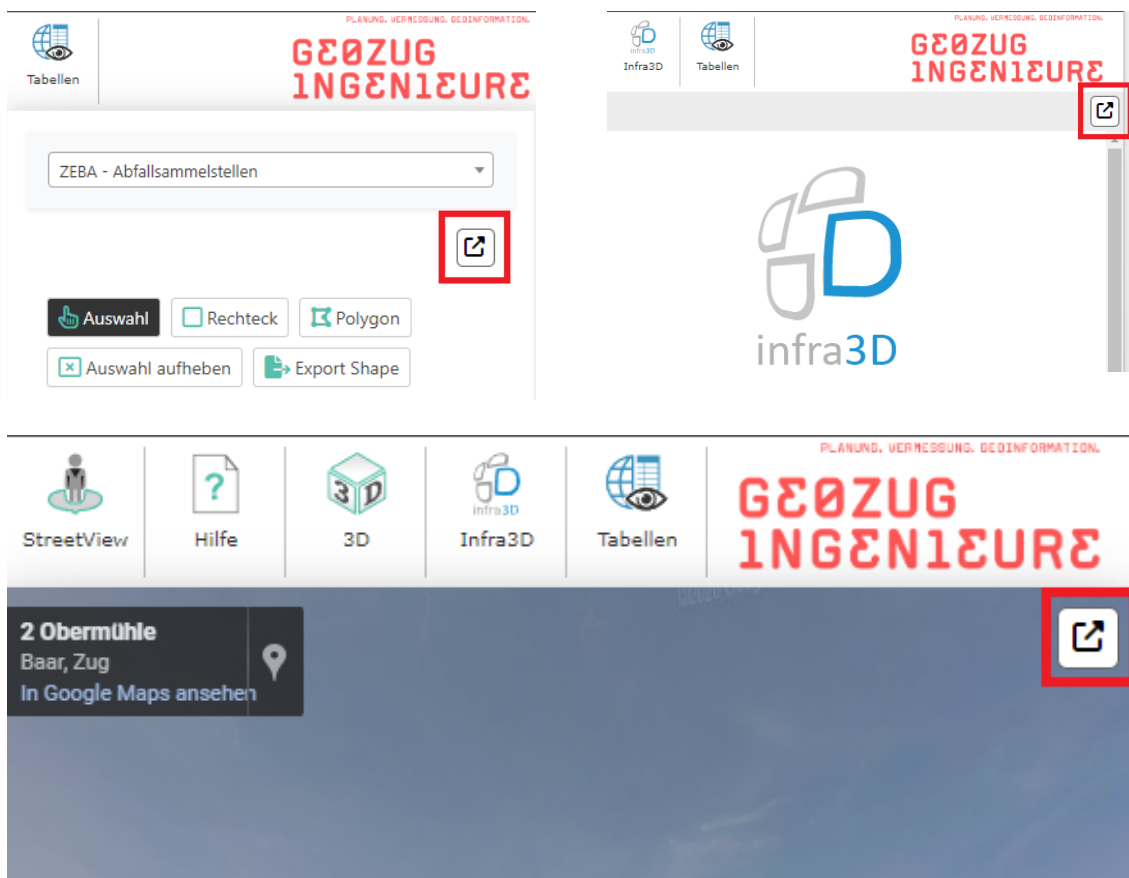 PLANUNG. VERMESSUNG. GEOINFORMATION.
GEOZUG
INGENIEURE
Tabellen
ZEBA - Abfallsammelstellen
Auswahl
Rechteck
Polygon
Auswahl aufheben
Export Shape
PLANUNG. VERMESSUNG. GEOINFORMATION.
infra3D
Infra3D
Tabellen
GEOZUG
INGENIEURE
infra3D
PLANUNG. VERMESSUNG. GEOINFORMATION.
3D
infra3D
StreetView
Hilfe
3D
Infra3D
Tabellen
GEOZUG
INGENIEURE
2 Obermühle
Baar, Zug
In Google Maps ansehen